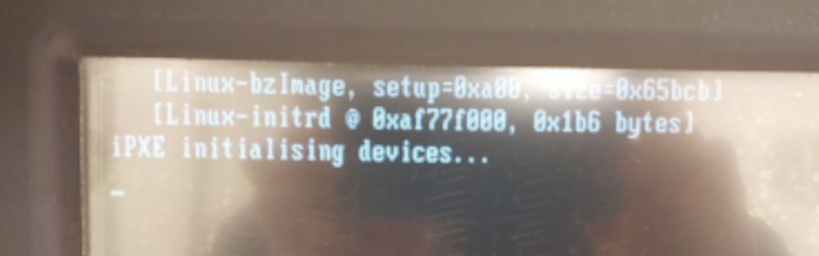 [Linux-bzImage, setup=0xa00, size=0x65bcb]
[Linux-initrd @ 0xaf77f000, 0x1b6 bytes]
iPXE initialising devices...
_